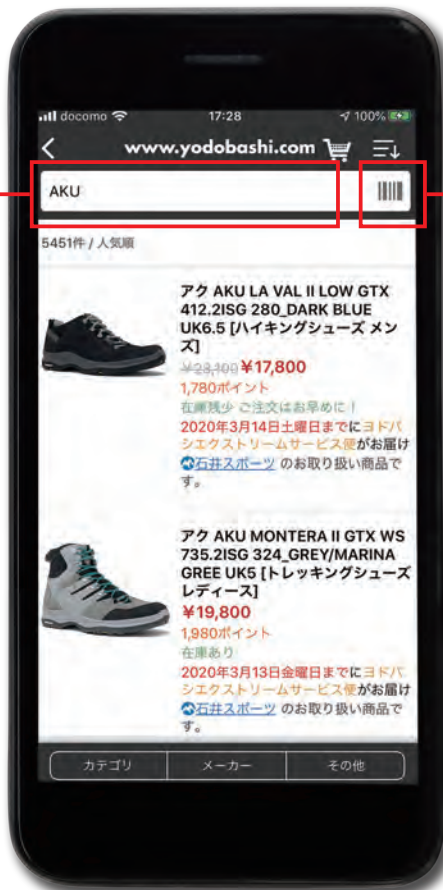 docomo 17:28 100%
www.yodobashi.com
AKU
5451件 / 人気順
アク AKU LA VAL II LOW GTX
412.2ISG 280_DARK BLUE
UK6.5 [ハイキングシューズ メン
ズ]
¥23,100 ¥17,800
1,780ポイント
在庫残少 ご注文はお早めに!
2020年3月14日土曜日までにヨドバ
シエクストリームサービス便がお届け
石井スポーツ のお取り扱い商品で
す。
アク AKU MONTERA II GTX WS
735.2ISG 324_GREY/MARINA
GREE UK5 [トレッキングシューズ
レディース]
¥19,800
1,980ポイント
在庫あり
2020年3月13日金曜日までにヨドバ
シエクストリームサービス便がお届け
石井スポーツ のお取り扱い商品で
す。
カテゴリ メーカー その他